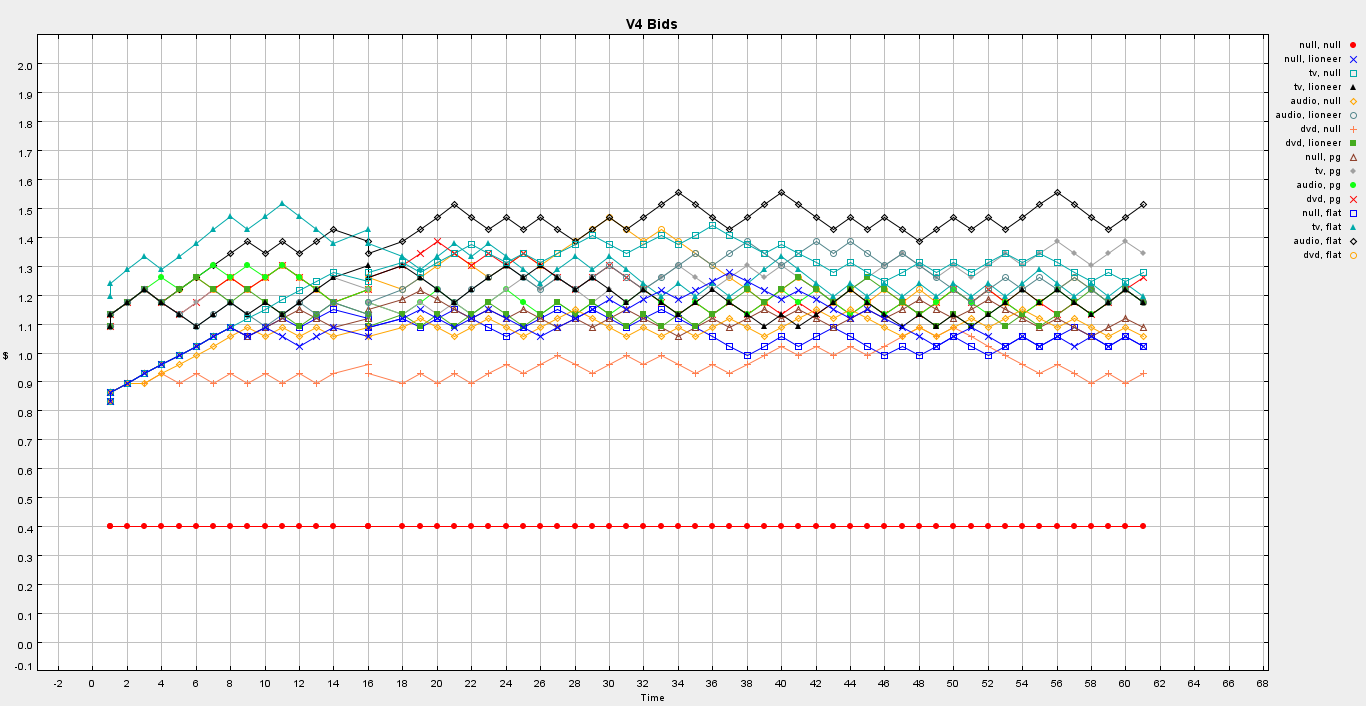 V4 Bids
2.0
1.9
1.8
1.7
1.6
1.5
1.4
1.3
1.2
1.1
1.0
0.9
0.8
0.7
0.6
0.5
0.4
0.3
0.2
0.1
0.0
-0.1
$
-2 0 2 4 6 8 10 12 14 16 18 20 22 24 26 28 30 32 34 36 38 40 42 44 46 48 50 52 54 56 58 60 62 64 66 68
Time
null, null
null, lioneer
tv, null
tv, lioneer
audio, null
audio, lioneer
dvd, null
dvd, lioneer
null, pg
tv, pg
audio, pg
dvd, pg
null, flat
tv, flat
audio, flat
dvd, flat